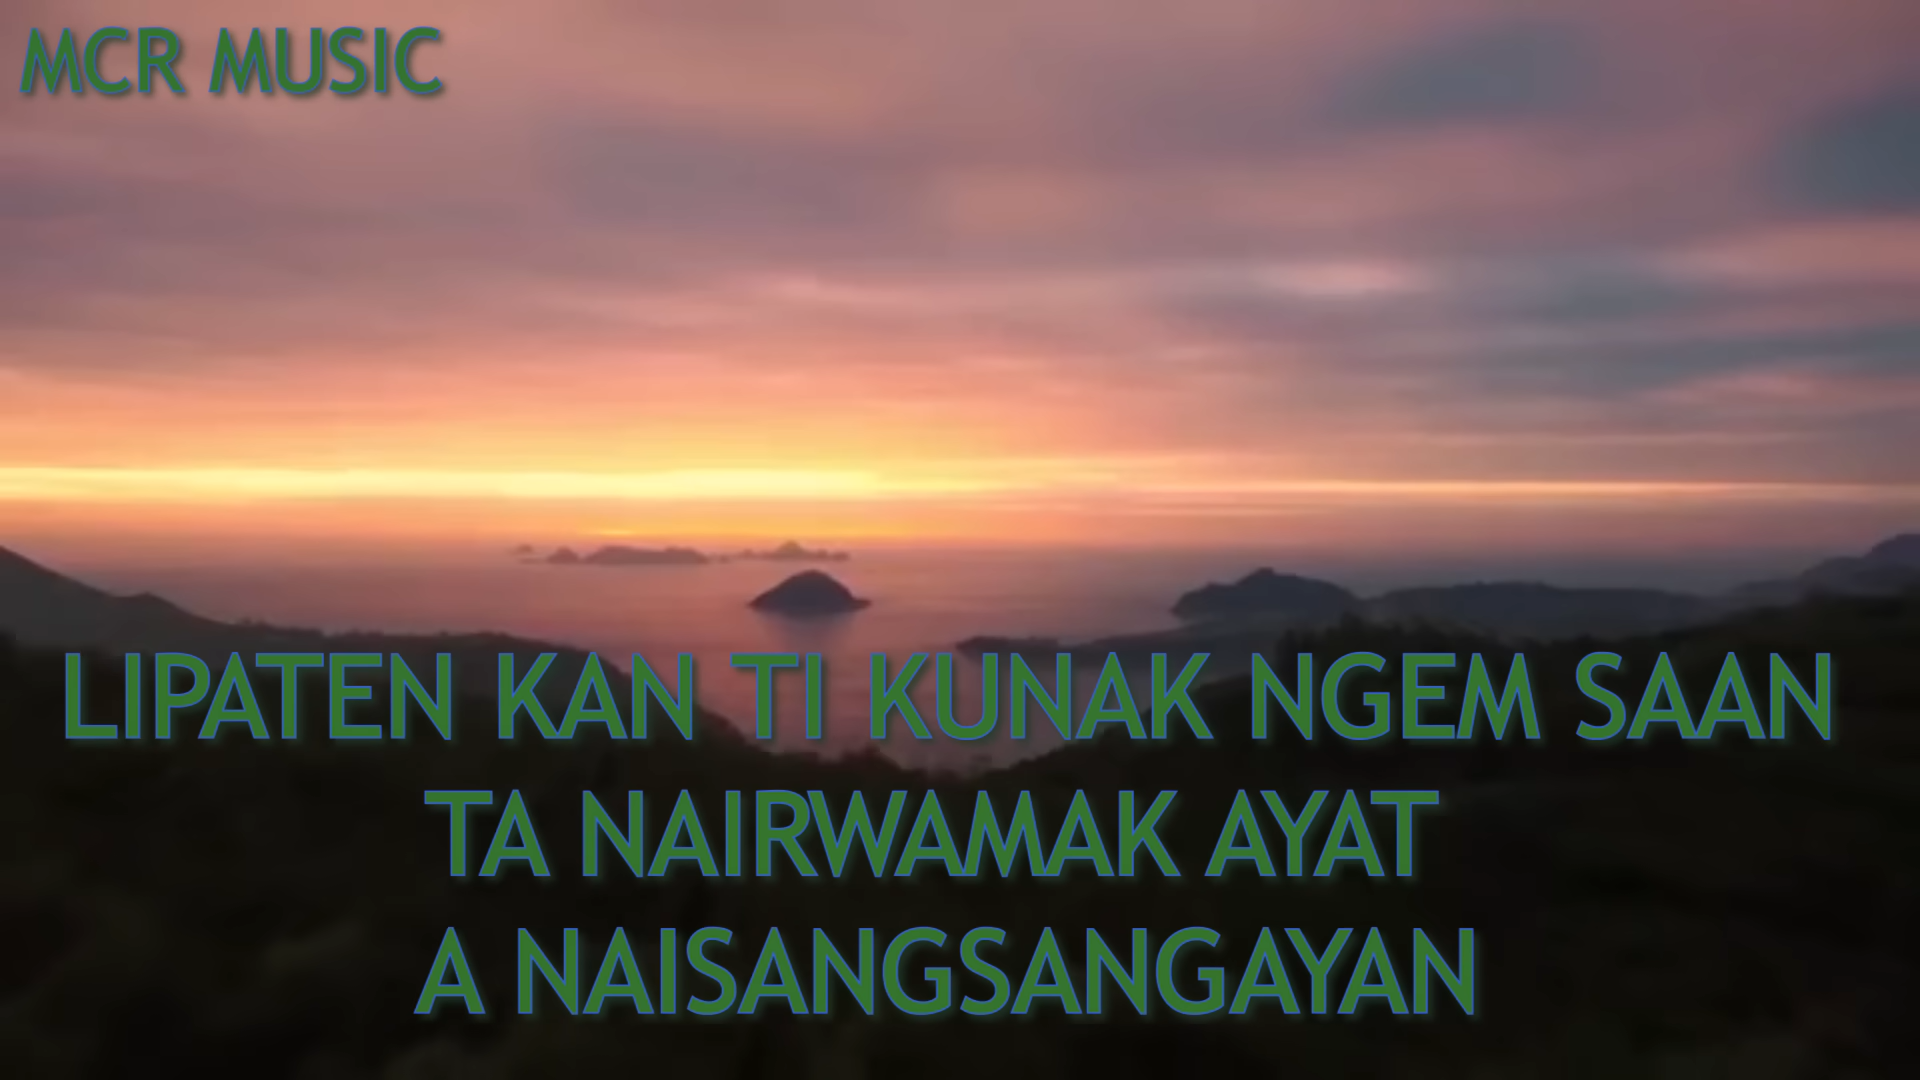 MCR MUSIC
LIPATEN KAN TI KUNAK NGEM SAAN
TA NAIRWAMAK AYAT
A NAISANGSANGAYAN